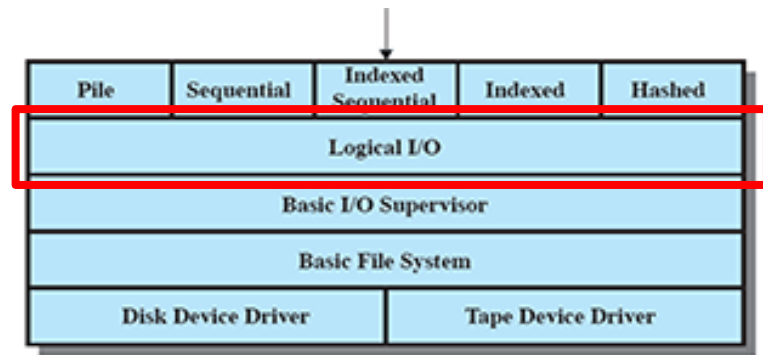 Pile Sequential Indexed Sequential Indexed Hashed
Logical I/O
Basic I/O Supervisor
Basic File System
Disk Device Driver Tape Device Driver